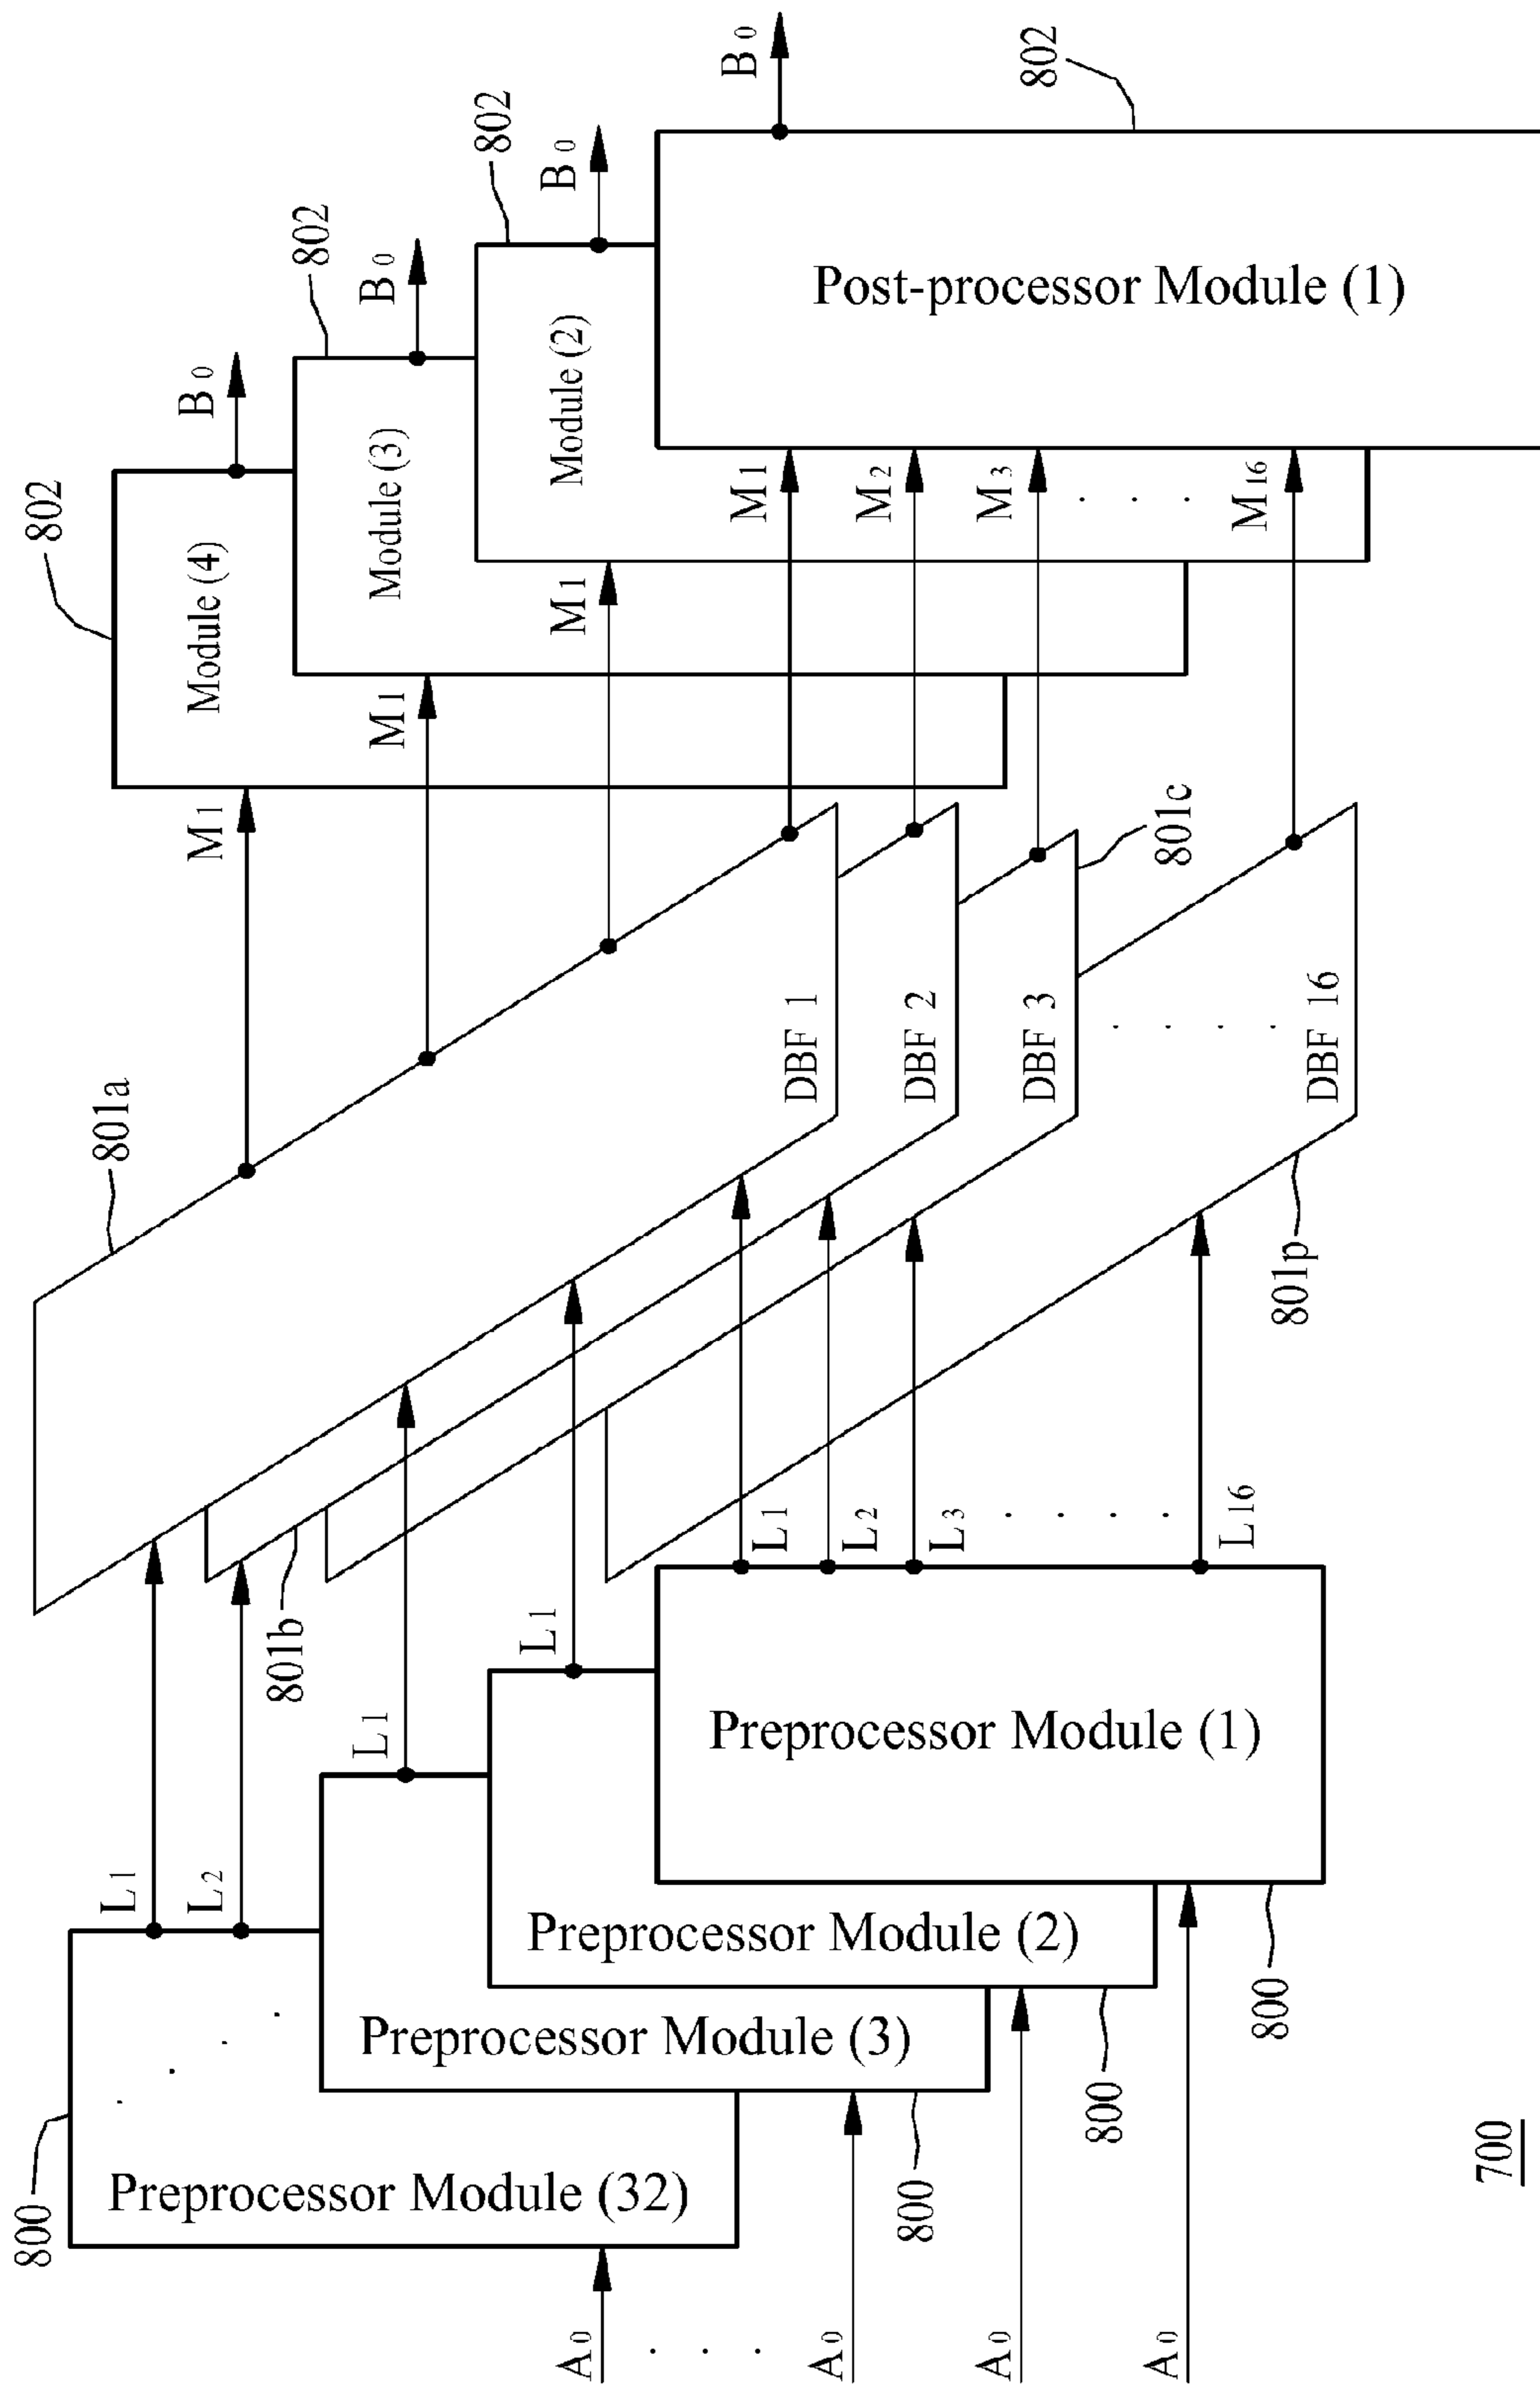 802
B0
Module (4)
M1
802
B0
Module (3)
M1
802
B0
Module (2)
M1
B0
802
Post-processor Module (1)
M1
M2
M3
. . .
M16
801a
DBF 1
DBF 2
DBF 3
. . . .
DBF 16
801b
801c
801p
L1
L2
L1
L1
L1
L2
L3
. . . .
L16
800
Preprocessor Module (32)
. . . .
Preprocessor Module (3)
800
Preprocessor Module (2)
800
Preprocessor Module (1)
800
A0
. . .
A0
A0
A0
700